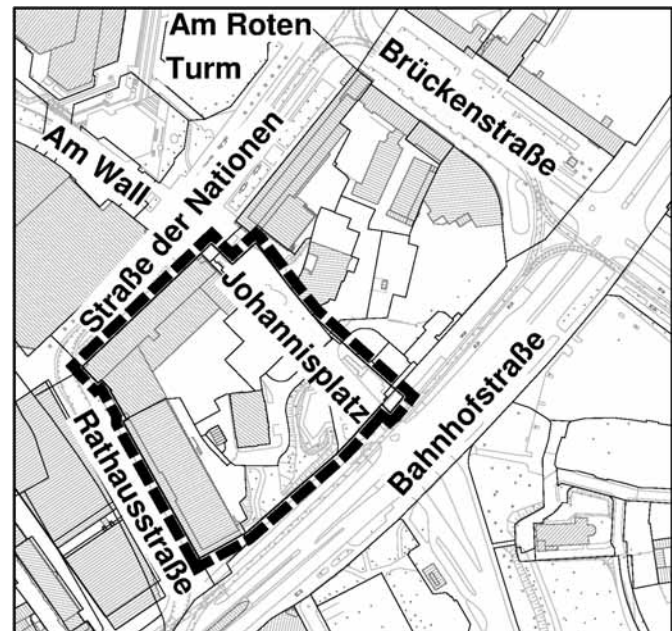 Am Roten
Turm
Brückenstraße
Am Wall
Straße der Nationen
Johannisplatz
Rathausstraße
Bahnhofstraße